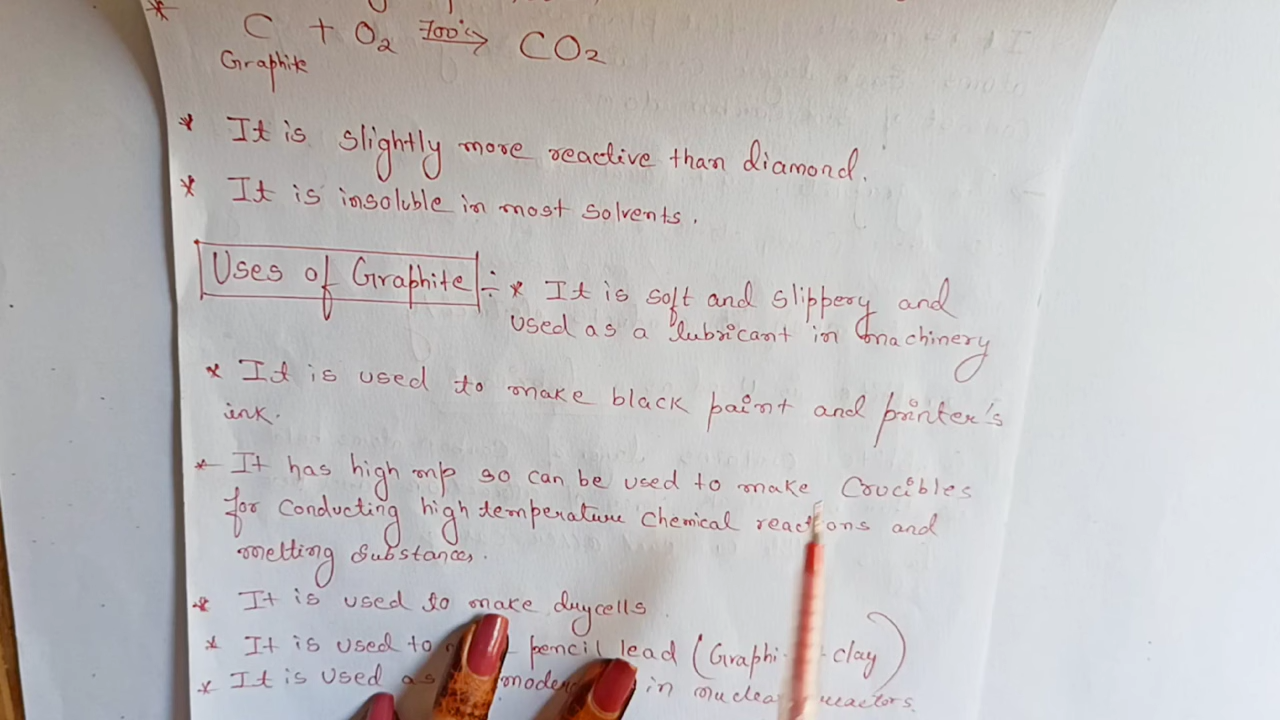 * C + O2 700°C → CO2
Graphite
* It is slightly more reactive than diamond.
* It is insoluble in most solvents.
Uses of Graphite ÷ * It is soft and slippery and
used as a lubricant in machinery
* It is used to make black paint and printer's
ink.
* It has high mp so can be used to make Crucibles
for conducting high temperature chemical reactions and
melting substances.
* It is used to make drycells.
* It is used to pencil lead ( clay)
* It is used as in nuclear reactors.